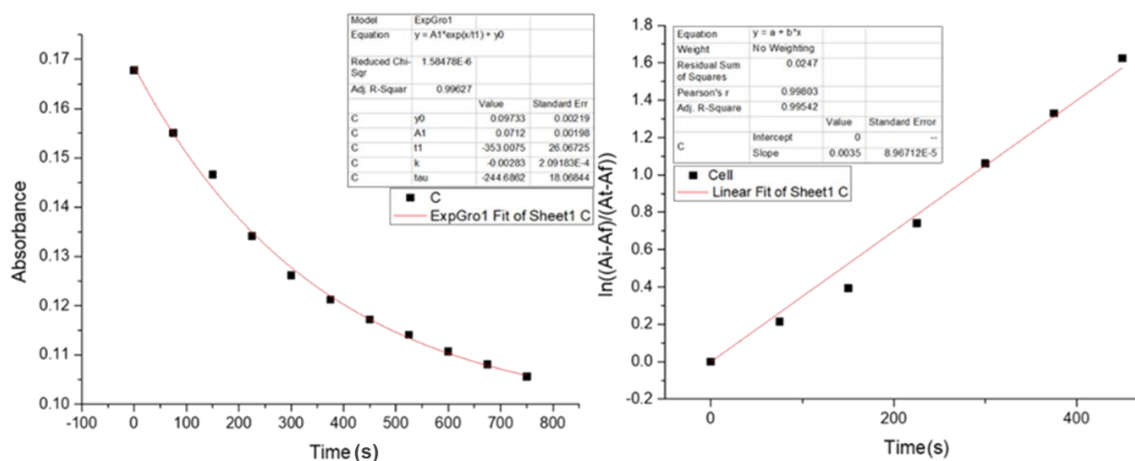 Model ExpGro1
Equation y = A1*exp(x/t1) + y0
Reduced Chi-Sqr 1.58478E-6
Adj. R-Squar 0.99627
Value Standard Err
C y0 0.09733 0.00219
C A1 0.0712 0.00198
C t1 -353.0075 26.06725
C k -0.00283 2.09183E-4
C tau -244.6862 18.06844
C
ExpGro1 Fit of Sheet1 C
Absorbance
0.17
0.16
0.15
0.14
0.13
0.12
0.11
0.10
-100 0 100 200 300 400 500 600 700 800
Time (s)
Equation y = a + b*x
Weight No Weighting
Residual Sum of Squares 0.0247
Pearson's r 0.99803
Adj. R-Square 0.99542
Value Standard Error
C Intercept 0 --
Slope 0.0035 8.96712E-5
Cell
Linear Fit of Sheet1 C
ln((Ai-Af)/(At-Af))
1.8
1.6
1.4
1.2
1.0
0.8
0.6
0.4
0.2
0.0
0 200 400
Time(s)